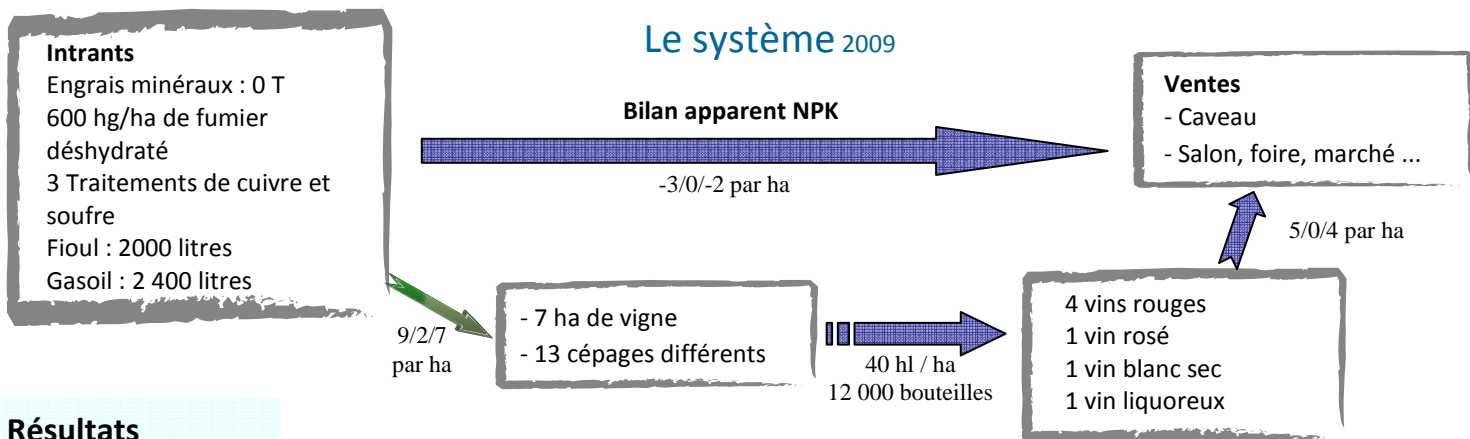 Le système 2009
Intrants
Engrais minéraux : 0 T
600 hg/ha de fumier
déshydraté
3 Traitements de cuivre et
soufre
Fioul : 2000 litres
Gasoil : 2 400 litres
Bilan apparent NPK
-3/0/-2 par ha
Ventes
- Caveau
- Salon, foire, marché ...
5/0/4 par ha
9/2/7
par ha
- 7 ha de vigne
- 13 cépages différents
40 hl / ha
12 000 bouteilles
4 vins rouges
1 vin rosé
1 vin blanc sec
1 vin liquoreux
Résultats